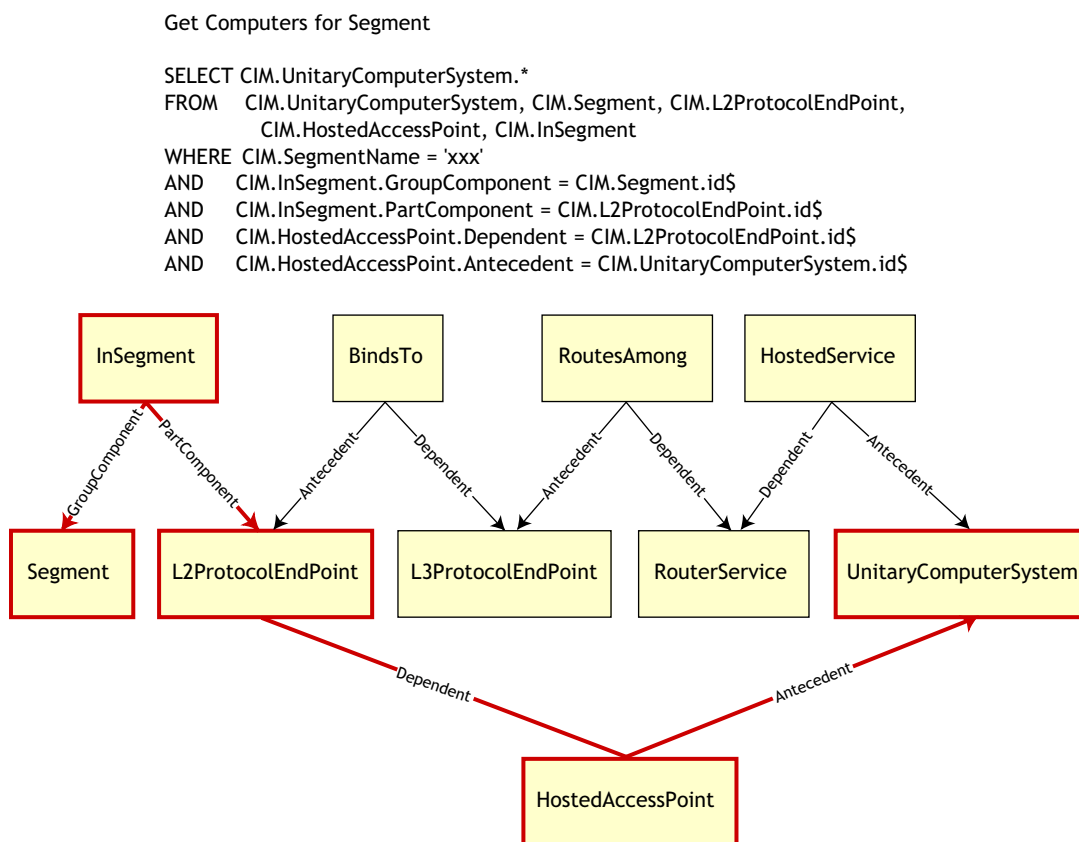 Get Computers for Segment
SELECT CIM.UnitaryComputerSystem.*
FROM CIM.UnitaryComputerSystem, CIM.Segment, CIM.L2ProtocolEndPoint,
CIM.HostedAccessPoint, CIM.InSegment
WHERE CIM.SegmentName = 'xxx'
AND CIM.InSegment.GroupComponent = CIM.Segment.id$
AND CIM.InSegment.PartComponent = CIM.L2ProtocolEndPoint.id$
AND CIM.HostedAccessPoint.Dependent = CIM.L2ProtocolEndPoint.id$
AND CIM.HostedAccessPoint.Antecedent = CIM.UnitaryComputerSystem.id$
InSegment
BindsTo
RoutesAmong
HostedService
GroupComponent
PartComponent
Antecedent
Dependent
Antecedent
Dependent
Dependent
Antecedent
Segment
L2ProtocolEndPoint
L3ProtocolEndPoint
RouterService
UnitaryComputerSystem
Dependent
Antecedent
HostedAccessPoint